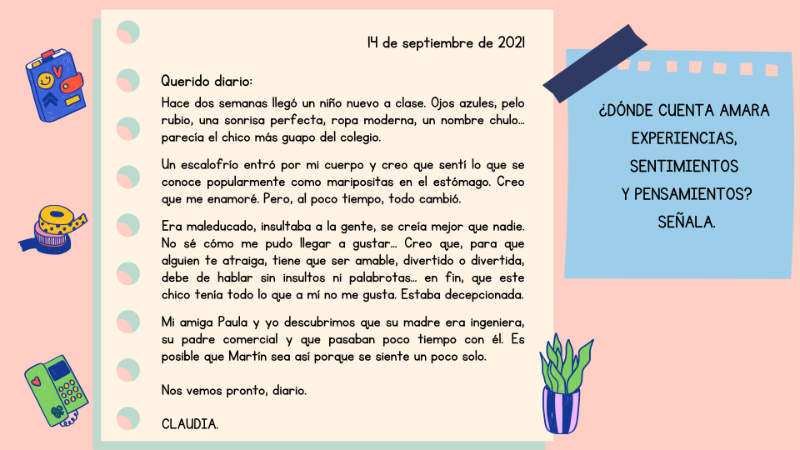 14 de septiembre de 2021
Querido diario:
Hace dos semanas llegó un niño nuevo a clase. Ojos azules, pelo
rubio, una sonrisa perfecta, ropa moderna, un nombre chulo...
parecía el chico más guapo del colegio.
Un escalofrío entró por mi cuerpo y creo que sentí lo que se
conoce popularmente como maripositas en el estómago. Creo
que me enamoré. Pero, al poco tiempo, todo cambió.
Era maleducado, insultaba a la gente, se creía mejor que nadie.
No sé cómo me pudo llegar a gustar... Creo que, para que
alguien te atraiga, tiene que ser amable, divertido o divertida,
debe de hablar sin insultos ni palabrotas... en fin, que este
chico tenía todo lo que a mí no me gusta. Estaba decepcionada.
Mi amiga Paula y yo descubrimos que su madre era ingeniera,
su padre comercial y que pasaban poco tiempo con él. Es
posible que Martín sea así porque se siente un poco solo.
Nos vemos pronto, diario.
CLAUDIA.
¿DÓNDE CUENTA AMARA
EXPERIENCIAS,
SENTIMIENTOS
Y PENSAMIENTOS?
SEÑALA.